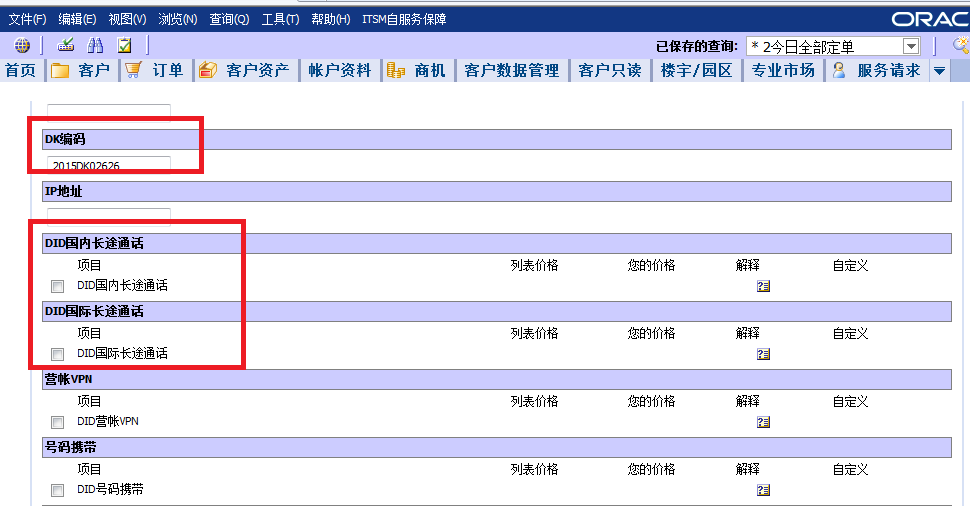 文件(F) 编辑(E) 视图(V) 浏览(N) 查询(Q) 工具(T) 帮助(H) ITSM自服务保障 ORAC
已保存的查询: * 2今日全部定单
首页 客户 订单 客户资产 帐户资料 商机 客户数据管理 客户只读 楼宇/园区 专业市场 服务请求
DK编码
2015DK02626
IP地址
DID国内长途通话
项目 列表价格 您的价格 解释 自定义
DID国内长途通话
DID国际长途通话
项目 列表价格 您的价格 解释 自定义
DID国际长途通话
营帐VPN
项目 列表价格 您的价格 解释 自定义
DID营帐VPN
号码携带
项目 列表价格 您的价格 解释 自定义
DID号码携带